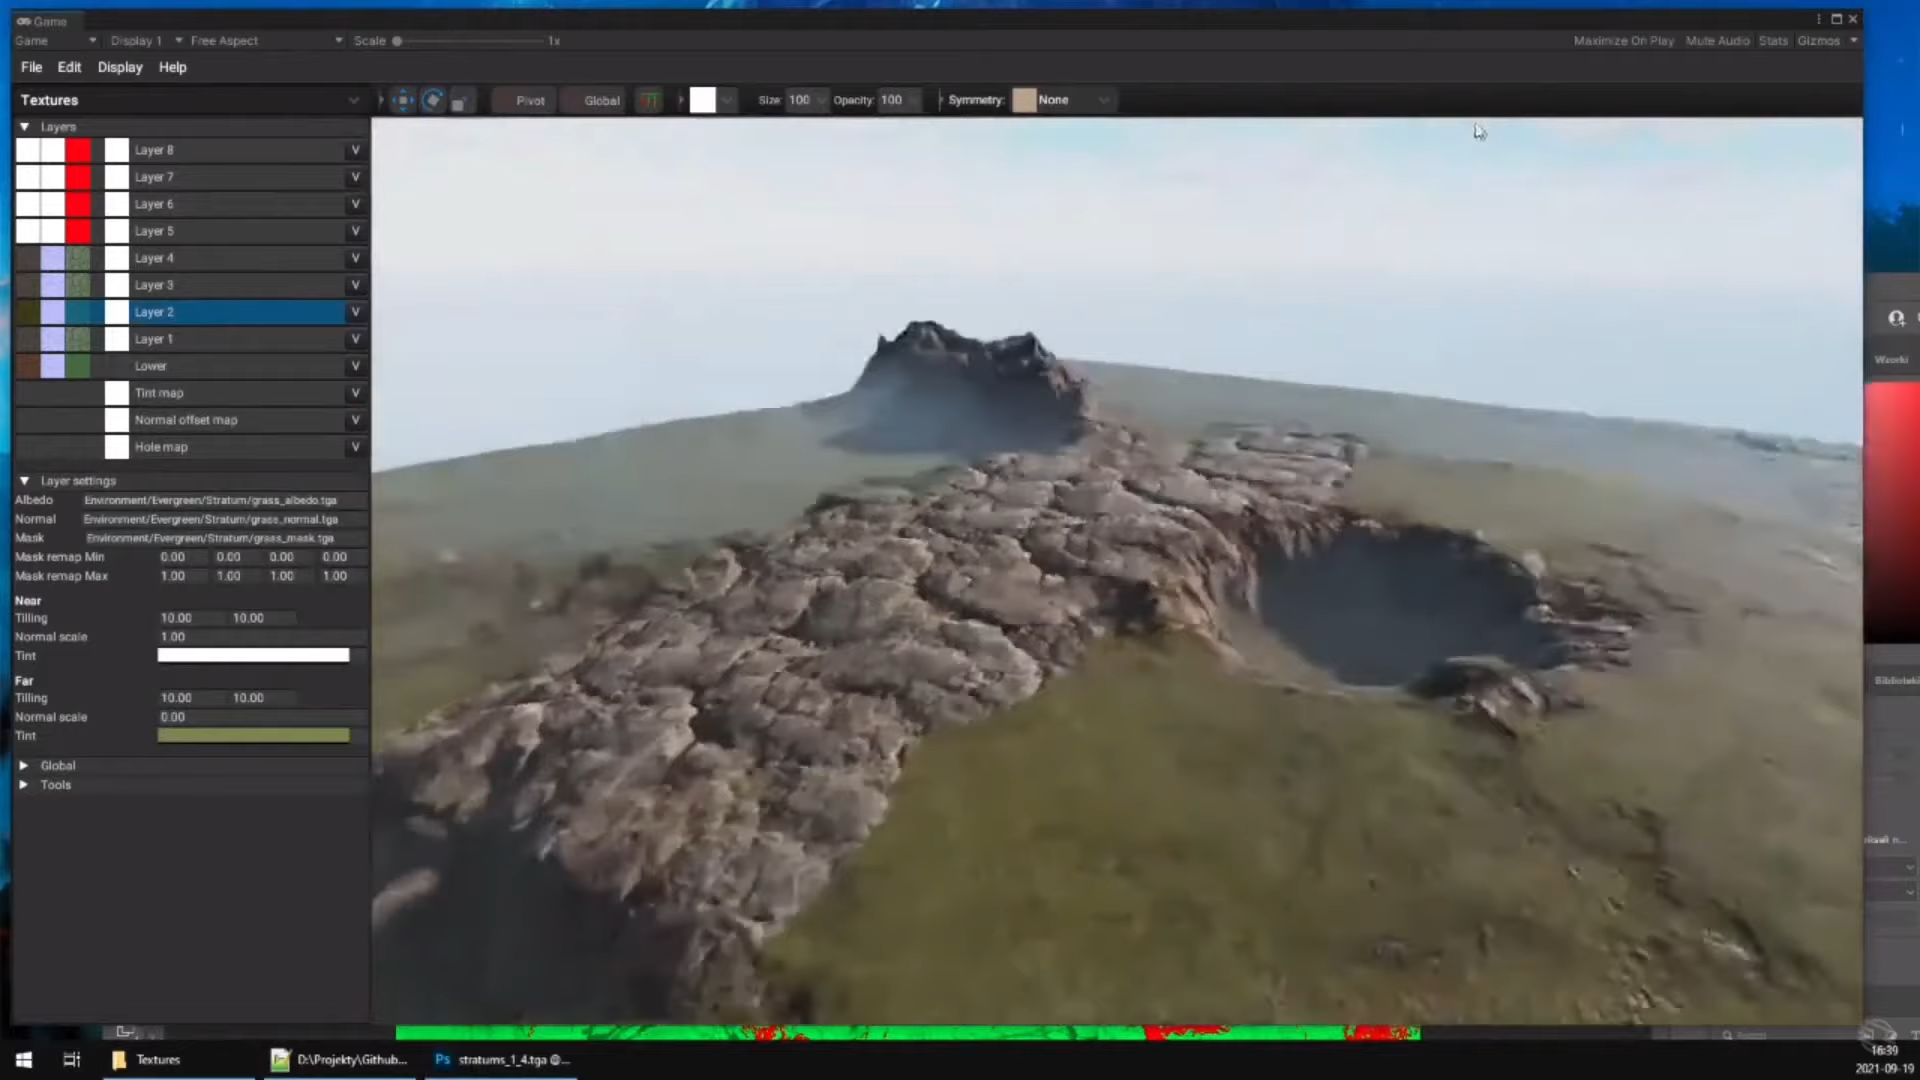 Game
Game Display 1 Free Aspect Scale 1x Maximize On Play Mute Audio Stats Gizmos
File Edit Display Help
Textures Pivot Global Size: 100 Opacity: 100 Symmetry: None
Layers
Layer 8 V
Layer 7 V
Layer 6 V
Layer 5 V
Layer 4 V
Layer 3 V
Layer 2 V
Layer 1 V
Lower V
Tint map V
Normal offset map V
Hole map V
Layer settings
Albedo Environment/Evergreen/Stratum/grass_albedo.tga
Normal Environment/Evergreen/Stratum/grass_normal.tga
Mask Environment/Evergreen/Stratum/grass_mask.tga
Mask remap Min 0.00 0.00 0.00 0.00
Mask remap Max 1.00 1.00 1.00 1.00
Near
Tilling 10.00 10.00
Normal scale 1.00
Tint
Far
Tilling 10.00 10.00
Normal scale 0.00
Tint
Global
Tools
Wzorki
Biblioteki
Textures D:\Projekty\Github... Ps stratums_1_4.tga @...
16:39
2021-09-19